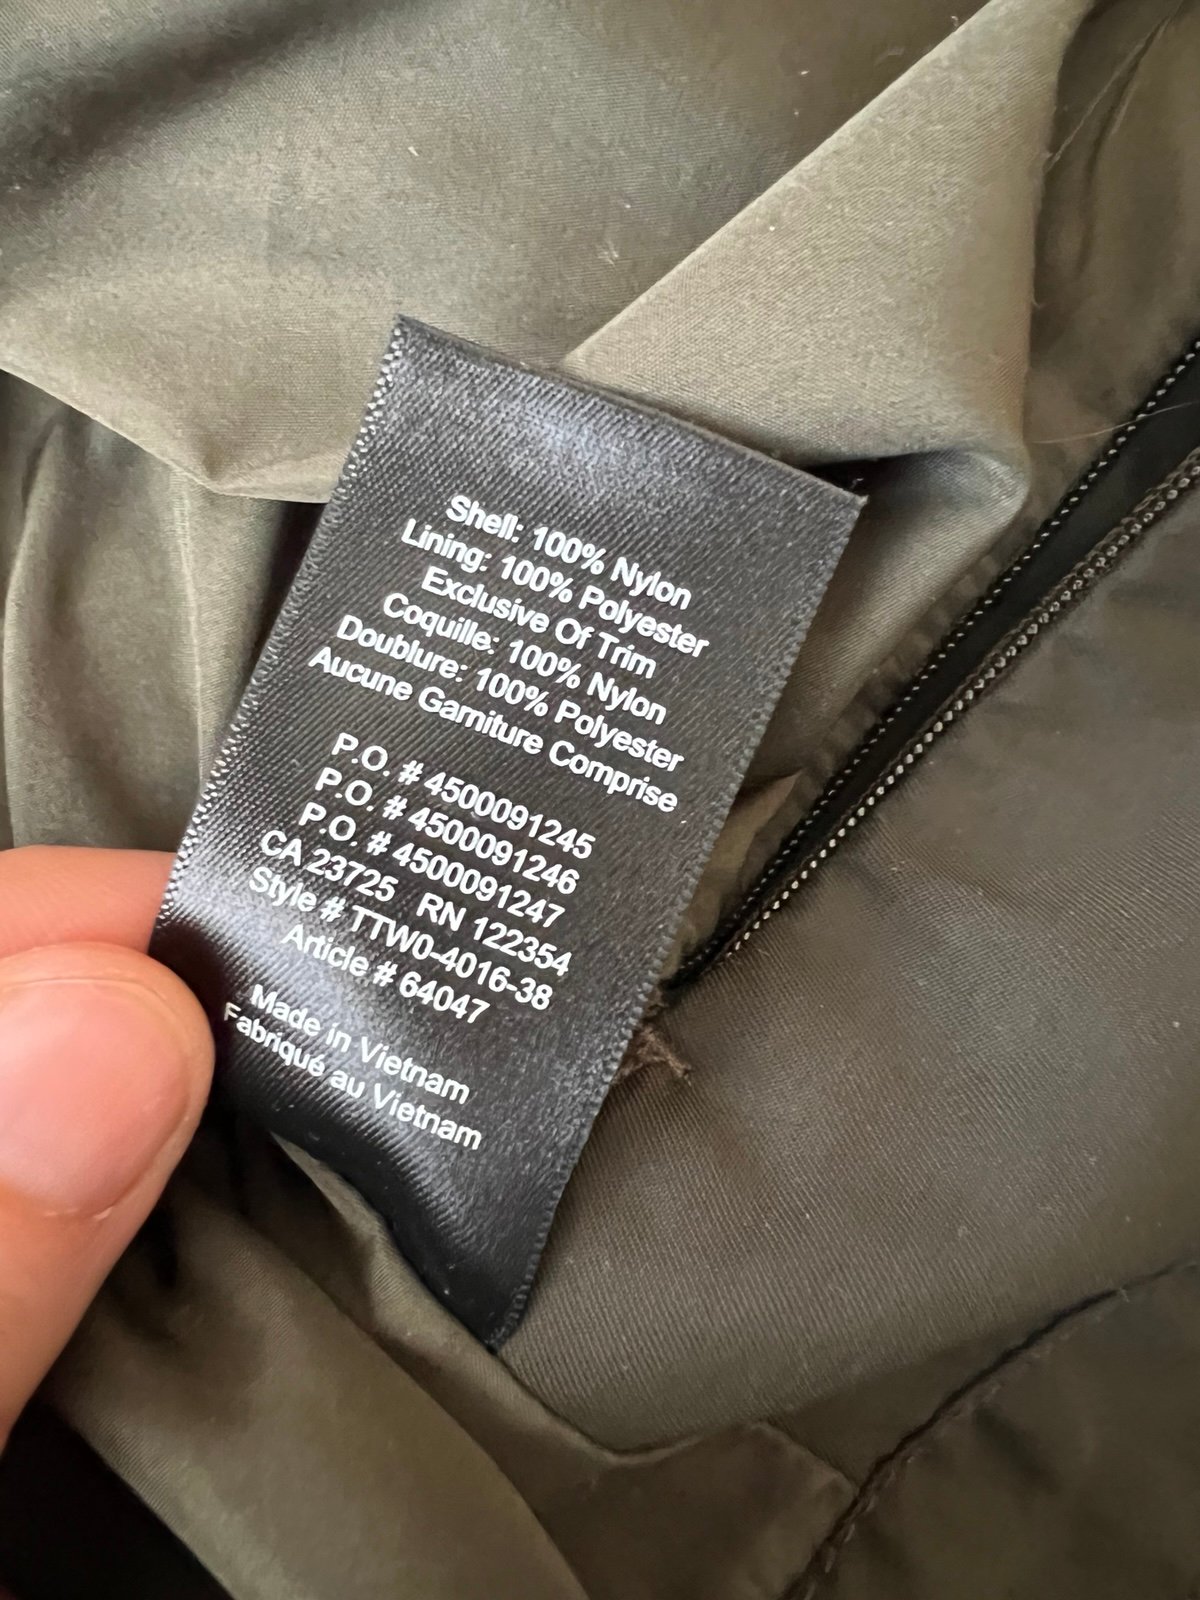 Shell: 100% Nylon
Lining: 100% Polyester
Exclusive Of Trim
Coquille: 100% Nylon
Doublure: 100% Polyester
Aucune Garniture Comprise
P.O. # 4500091245
P.O. # 4500091246
P.O. # 4500091247
CA 23725 RN 122354
Style # TTW0-4016-38
Article # 64047
Made in Vietnam
Fabriqué au Vietnam